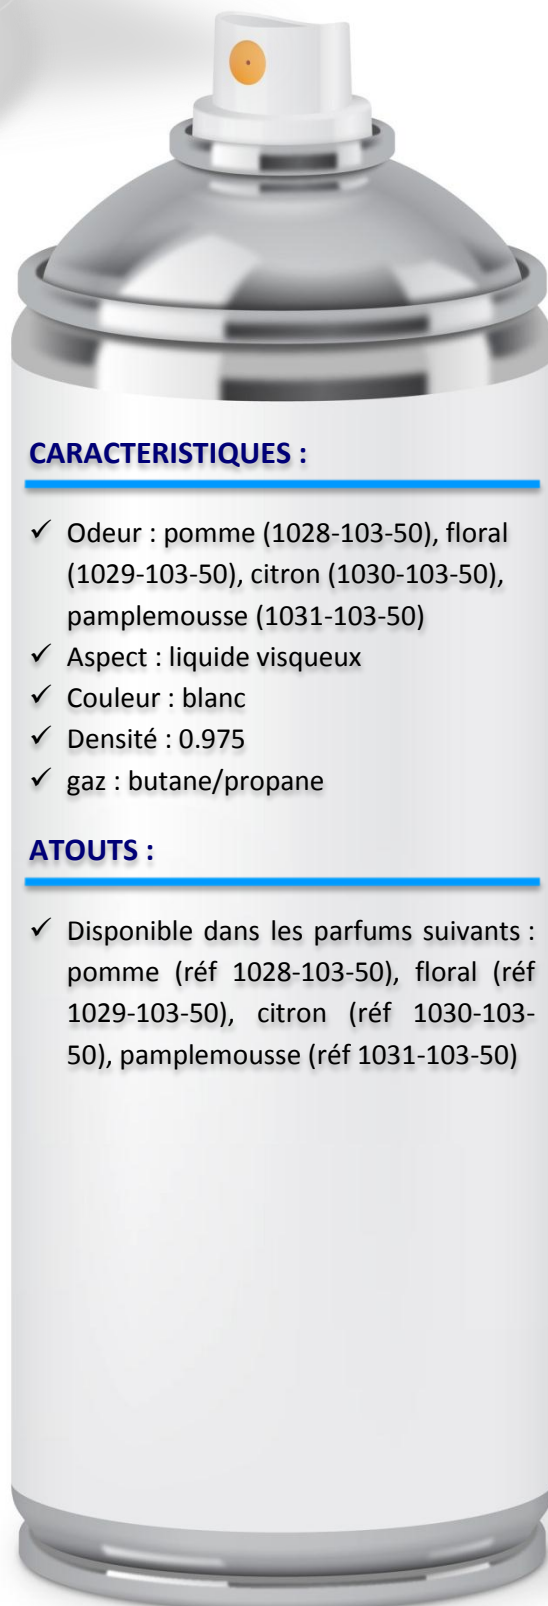 CARACTERISTIQUES :
✓ Odeur : pomme (1028-103-50), floral
(1029-103-50), citron (1030-103-50),
pamplemousse (1031-103-50)
✓ Aspect : liquide visqueux
✓ Couleur : blanc
✓ Densité : 0.975
✓ gaz : butane/propane
ATOUTS :
✓ Disponible dans les parfums suivants :
pomme (réf 1028-103-50), floral (réf
1029-103-50), citron (réf 1030-103-
50), pamplemousse (réf 1031-103-50)